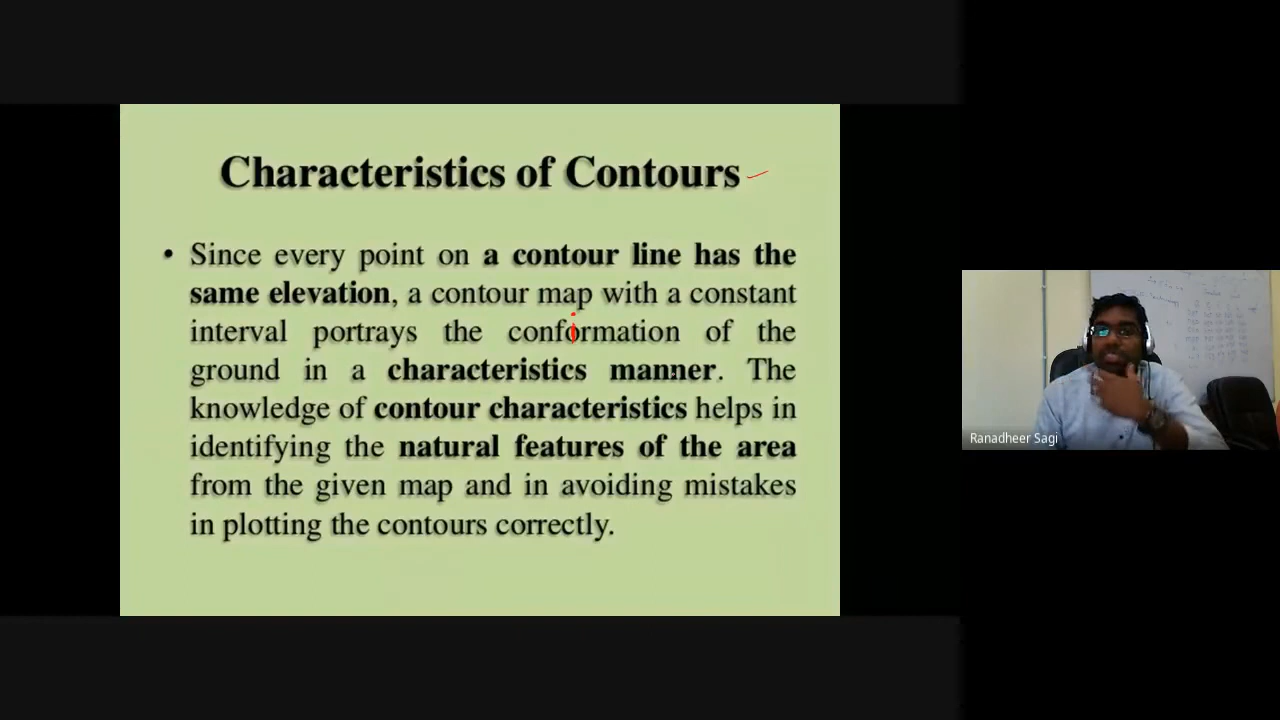 Characteristics of Contours
• Since every point on a contour line has the
same elevation, a contour map with a constant
interval portrays the conformation of the
ground in a characteristics manner. The
knowledge of contour characteristics helps in
identifying the natural features of the area
from the given map and in avoiding mistakes
in plotting the contours correctly.
Ranadheer Sagi